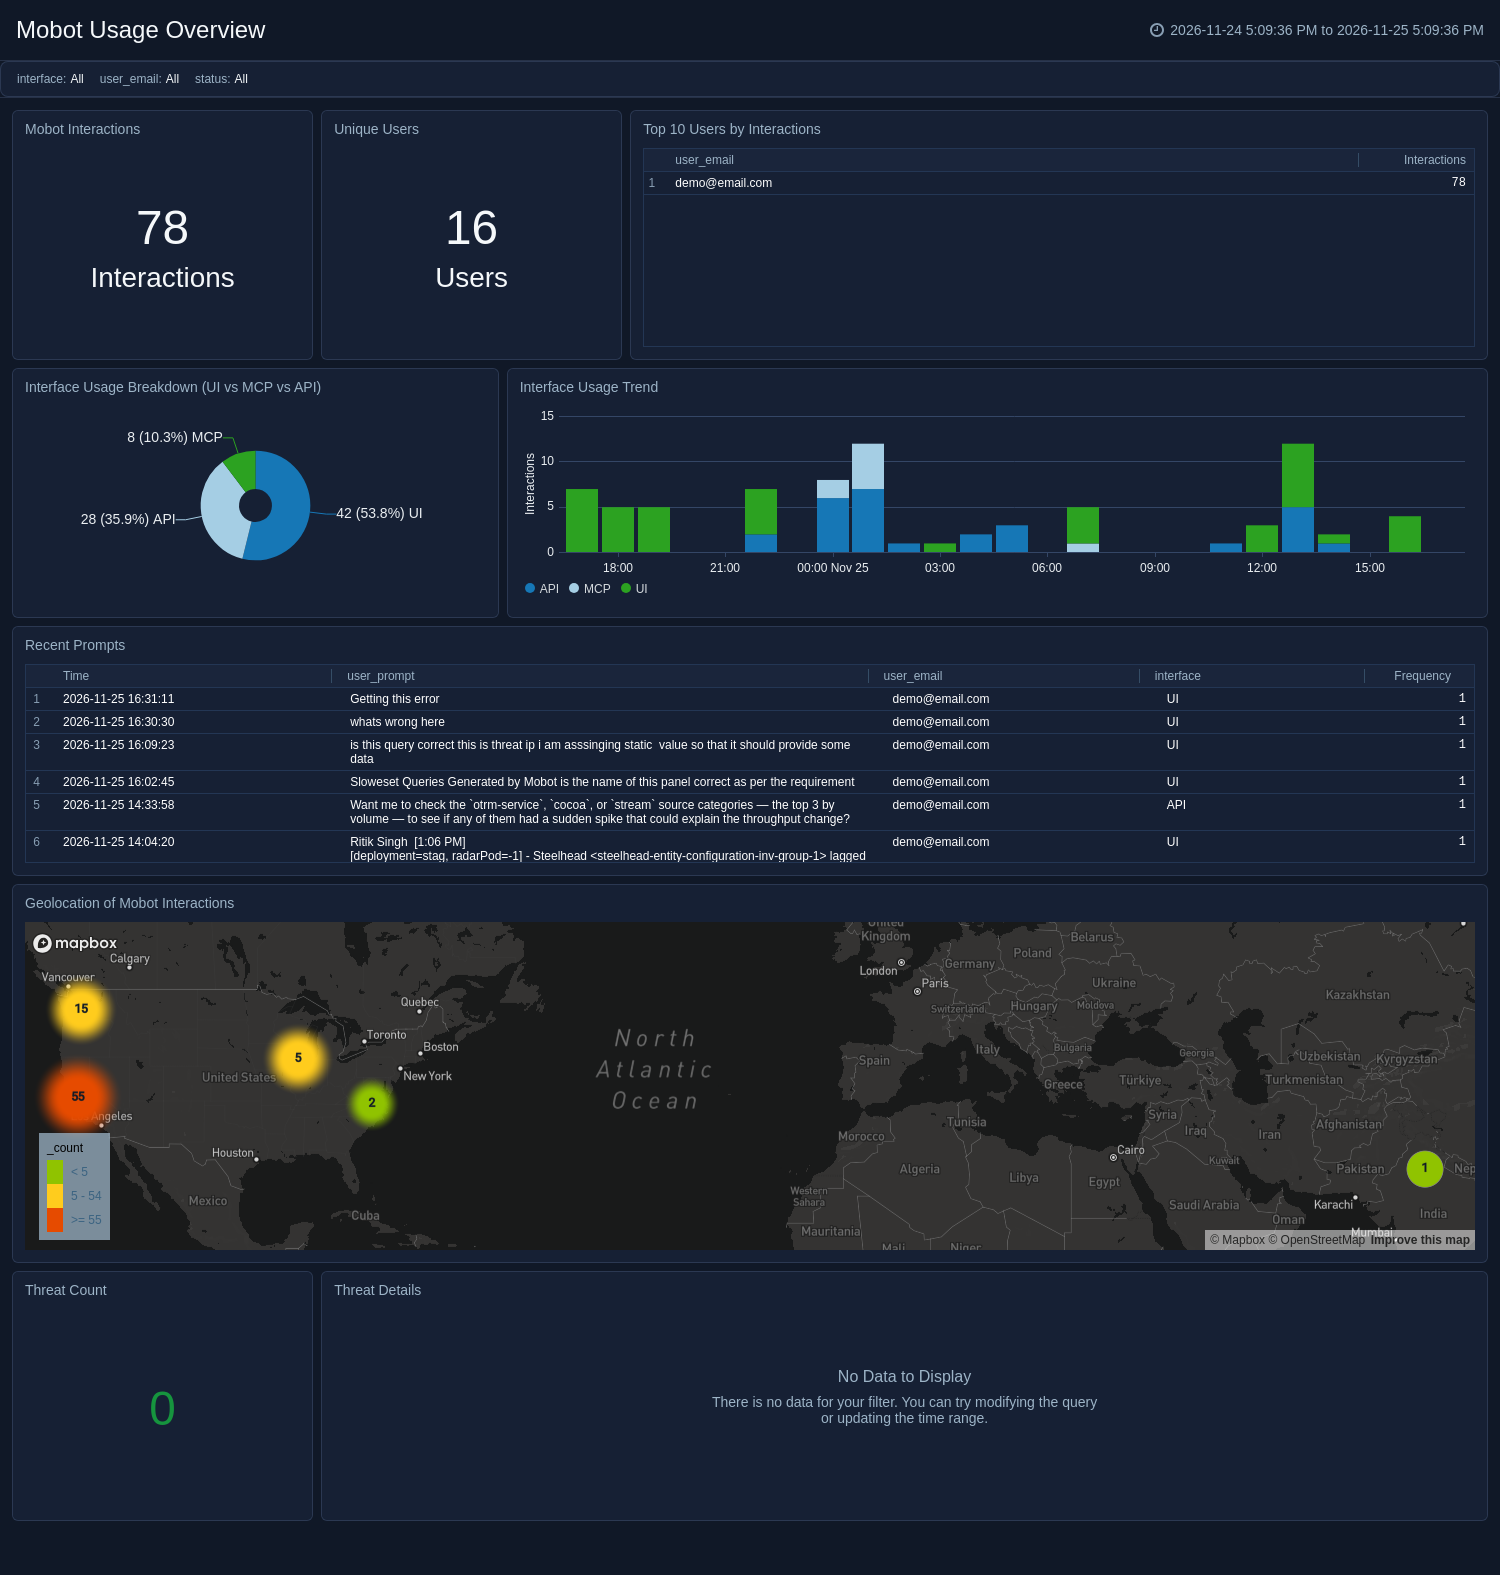 Mobot Usage Overview
2026-11-24 5:09:36 PM to 2026-11-25 5:09:36 PM
interface: All user_email: All status: All
Mobot Interactions
78
Interactions
Unique Users
16
Users
Top 10 Users by Interactions
user_email Interactions
1 demo@email.com 78
Interface Usage Breakdown (UI vs MCP vs API)
8 (10.3%) MCP
28 (35.9%) API
42 (53.8%) UI
Interface Usage Trend
Interactions
15
10
5
0
18:00 21:00 00:00 Nov 25 03:00 06:00 09:00 12:00 15:00
API MCP UI
Recent Prompts
Time user_prompt user_email interface Frequency
1 2026-11-25 16:31:11 Getting this error demo@email.com UI 1
2 2026-11-25 16:30:30 whats wrong here demo@email.com UI 1
3 2026-11-25 16:09:23 is this query correct this is threat ip i am asssinging static  value so that it should provide some demo@email.com UI 1
data
4 2026-11-25 16:02:45 Sloweset Queries Generated by Mobot is the name of this panel correct as per the requirement demo@email.com UI 1
5 2026-11-25 14:33:58 Want me to check the `otrm-service`, `cocoa`, or `stream` source categories — the top 3 by demo@email.com API 1
volume — to see if any of them had a sudden spike that could explain the throughput change?
6 2026-11-25 14:04:20 Ritik Singh  [1:06 PM] demo@email.com UI 1
[deployment=stag, radarPod=-1] - Steelhead <steelhead-entity-configuration-inv-group-1> lagged
Geolocation of Mobot Interactions
mapbox
Calgary
Vancouver
15
Quebec
Toronto
Boston
5
United States
New York
55
2
Angeles
Houston
Mexico
Cuba
_count
< 5
5 - 54
>= 55
North
Atlantic
Ocean
United
Kingdom
London
Paris
Belarus
Poland
Germany
Ukraine
Switzerland
Hungary
Moldova
Kazakhstan
Italy
Bulgaria
Spain
Georgia
Uzbekistan
Kyrgyzstan
Greece
Türkiye
Turkmenistan
Tunisia
Syria
Morocco
Iraq
Iran
Afghanistan
Cairo
Algeria
Libya
Egypt
Kuwait
Pakistan
1
Nep
Western
Sahara
Saudi Arabia
Karachi
Oman
India
Mauritania
Mumbai
Mali
Niger
© Mapbox © OpenStreetMap Improve this map
Threat Count
0
Threat Details
No Data to Display
There is no data for your filter. You can try modifying the query
or updating the time range.